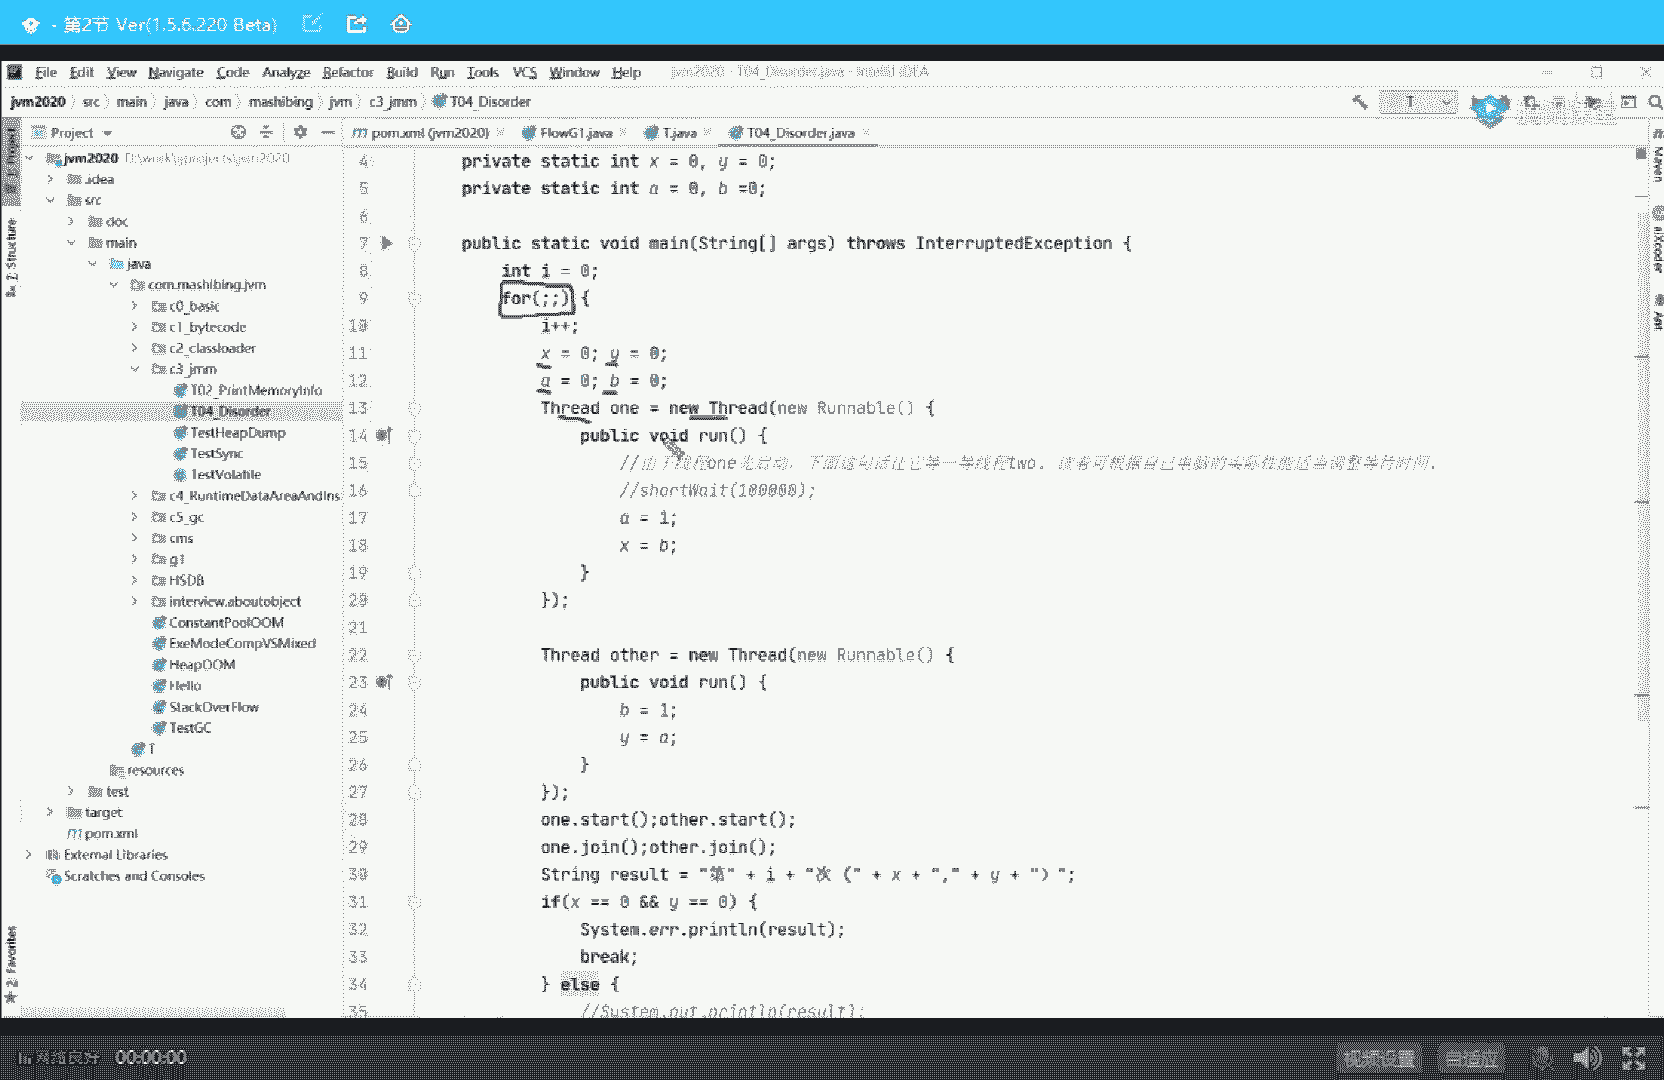 - 第2节 Ver(1.5.6.220 Beta)
File Edit View Navigate Code Analyze Refactor Build Run Tools VCS Window Help jvm2020 - T04_Disorder.java - IntelliJ IDEA
jvm2020 src main java com mashibing jvm c3_jmm T04_Disorder T
Project pom.xml (jvm2020) FlowG1.java T.java T04_Disorder.java
jvm2020 D:\work\yprojects\jvm2020
.idea
src
doc
main
java
com.mashibing.jvm
c0_basic
c1_bytecode
c2_classloader
c3_jmm
T02_PrintMemoryInfo
T04_Disorder
TestHeapDump
TestSync
TestVolatile
c4_RuntimeDataAreaAndIns
c5_gc
cms
g1
HSDB
interview.aboutobject
ConstantPoolOOM
ExeModeCompVSMixed
HeapOOM
Hello
StackOverFlow
TestGC
T
resources
test
target
pom.xml
External Libraries
Scratches and Consoles
1: Project
7: Structure
2: Favorites
Maven
aiXcoder
Ant
4 private static int x = 0, y = 0;
5 private static int a = 0, b =0;
6
7 public static void main(String[] args) throws InterruptedException {
8 int i = 0;
9 for(;;) {
10 i++;
11 x = 0; y = 0;
12 a = 0; b = 0;
13 Thread one = new Thread(new Runnable() {
14 public void run() {
15 //由于线程one先启动，下面这句话让它等一等线程two. 读者可根据自己电脑的实际性能适当调整等待时间.
16 //shortWait(100000);
17 a = 1;
18 x = b;
19 }
20 });
21
22 Thread other = new Thread(new Runnable() {
23 public void run() {
24 b = 1;
25 y = a;
26 }
27 });
28 one.start();other.start();
29 one.join();other.join();
30 String result = "第" + i + "次 (" + x + "," + y + ") ";
31 if(x == 0 && y == 0) {
32 System.err.println(result);
33 break;
34 } else {
35 //System.out.println(result);
网络良好 00:00:00 视频设置 自适应